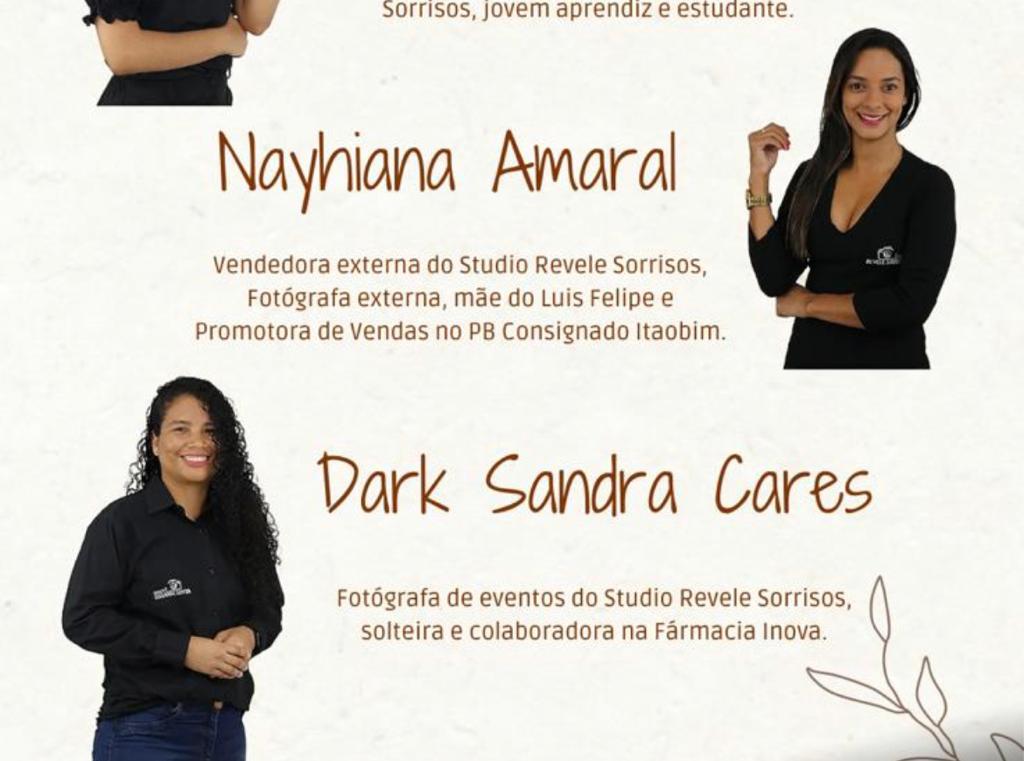 Sorrisos, jovem aprendiz e estudante.
Nayhiana Amaral
Vendedora externa do Studio Revele Sorrisos,
Fotógrafa externa, mãe do Luis Felipe e
Promotora de Vendas no PB Consignado Itaobim.
Dark Sandra Cares
Fotógrafa de eventos do Studio Revele Sorrisos,
solteira e colaboradora na Fármacia Inova.